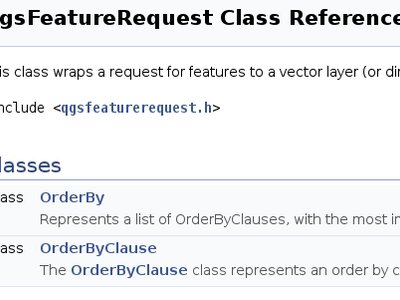 gsFeatureRequest Class Reference
is class wraps a request for features to a vector layer (or di
nclude <qgsfeaturerequest.h>
lasses
ass OrderBy
Represents a list of OrderByClauses, with the most in
ass OrderByClause
The OrderByClause class represents an order by c